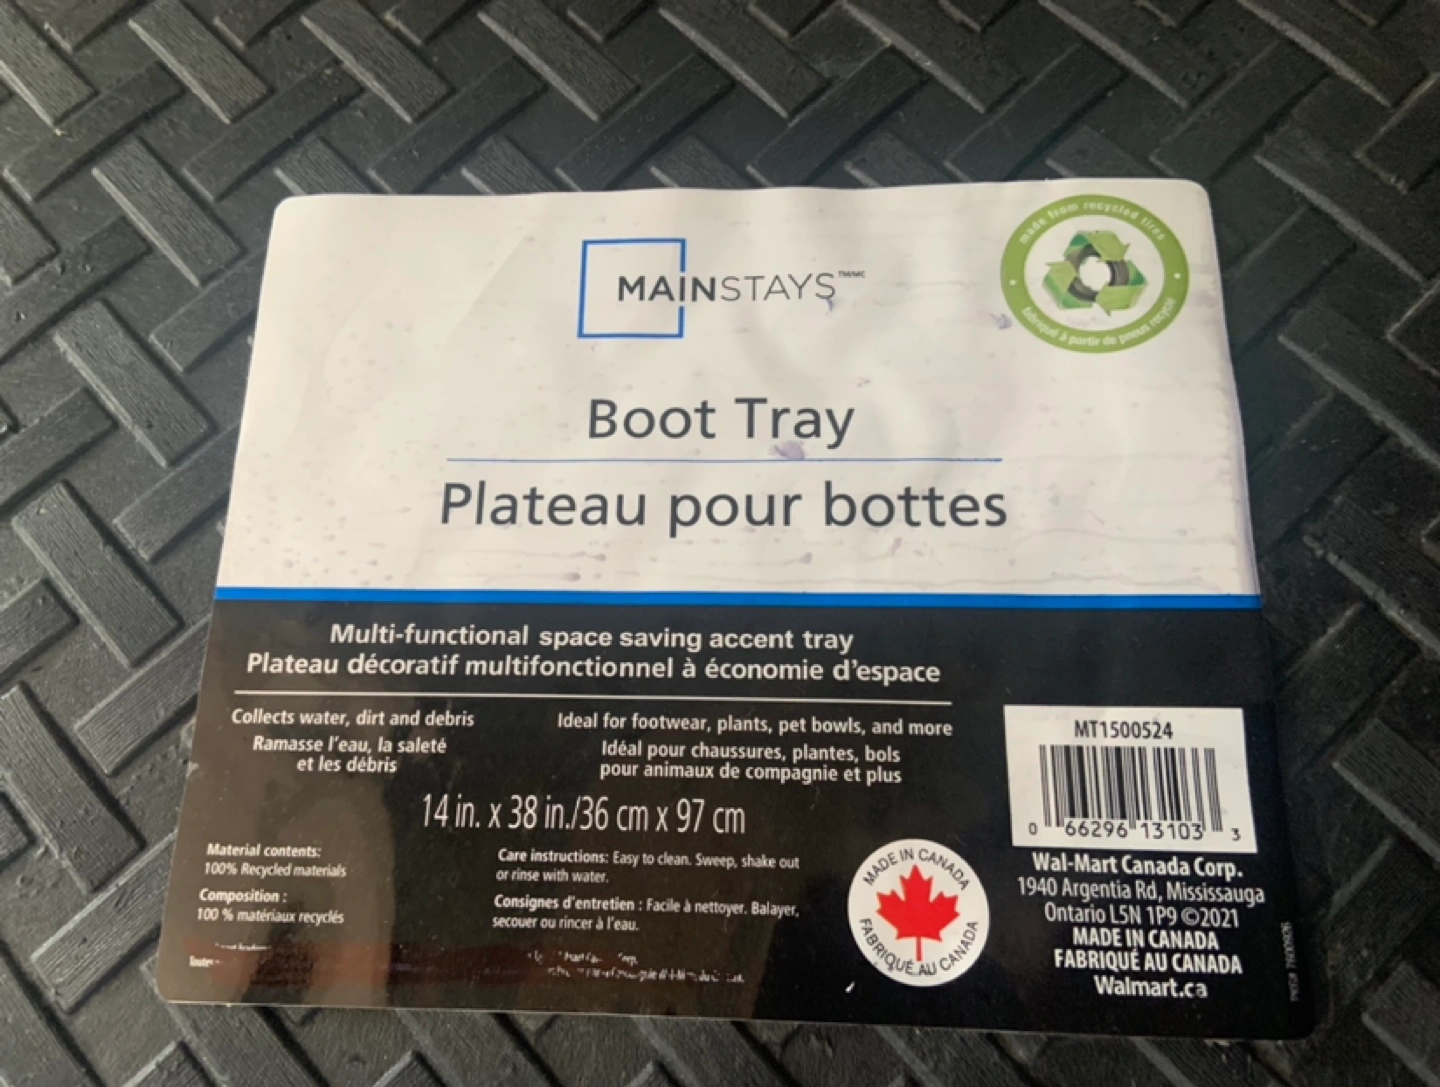 MAINSTAYS™/MC
made from recycled tires
fabriqué à partir de pneus recyclé
Boot Tray
Plateau pour bottes
Multi-functional space saving accent tray
Plateau décoratif multifonctionnel à économie d'espace
Collects water, dirt and debris
Ramasse l'eau, la saleté
et les débris
Ideal for footwear, plants, pet bowls, and more
Idéal pour chaussures, plantes, bols
pour animaux de compagnie et plus
14 in. x 38 in./36 cm x 97 cm
Material contents:
100% Recycled materials
Composition :
100 % matériaux recyclés
Care instructions: Easy to clean. Sweep, shake out
or rinse with water.
Consignes d'entretien : Facile à nettoyer. Balayer,
secouer ou rincer à l'eau.
MADE IN CANADA
FABRIQUÉ AU CANADA
MT1500524
0 66296 13103 3
Wal-Mart Canada Corp.
1940 Argentia Rd, Mississauga
Ontario L5N 1P9 ©2021
MADE IN CANADA
FABRIQUÉ AU CANADA
Walmart.ca